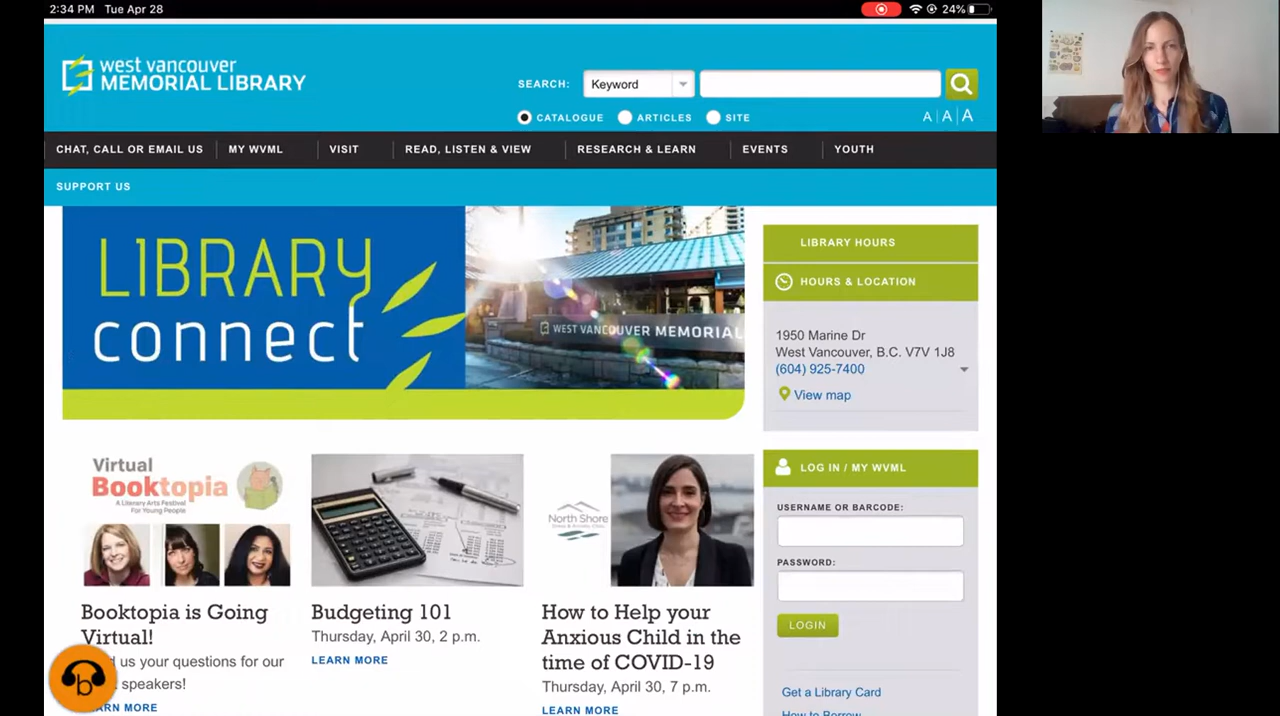 2:34 PM Tue Apr 28
24%
west vancouver
MEMORIAL LIBRARY
SEARCH: Keyword
CATALOGUE ARTICLES SITE
A | A | A
CHAT, CALL OR EMAIL US MY WVML VISIT READ, LISTEN & VIEW RESEARCH & LEARN EVENTS YOUTH
SUPPORT US
LIBRARY
connect
WEST VANCOUVER MEMORIAL
LIBRARY HOURS
HOURS & LOCATION
1950 Marine Dr
West Vancouver, B.C. V7V 1J8
(604) 925-7400
View map
Virtual
Booktopia
A Literary Arts Festival
For Young People
Booktopia is Going
Virtual!
us your questions for our
speakers!
Budgeting 101
Thursday, April 30, 2 p.m.
LEARN MORE
North Shore
How to Help your
Anxious Child in the
time of COVID-19
Thursday, April 30, 7 p.m.
LEARN MORE
LOG IN / MY WVML
USERNAME OR BARCODE:
PASSWORD:
LOGIN
Get a Library Card
How to Borrow
b